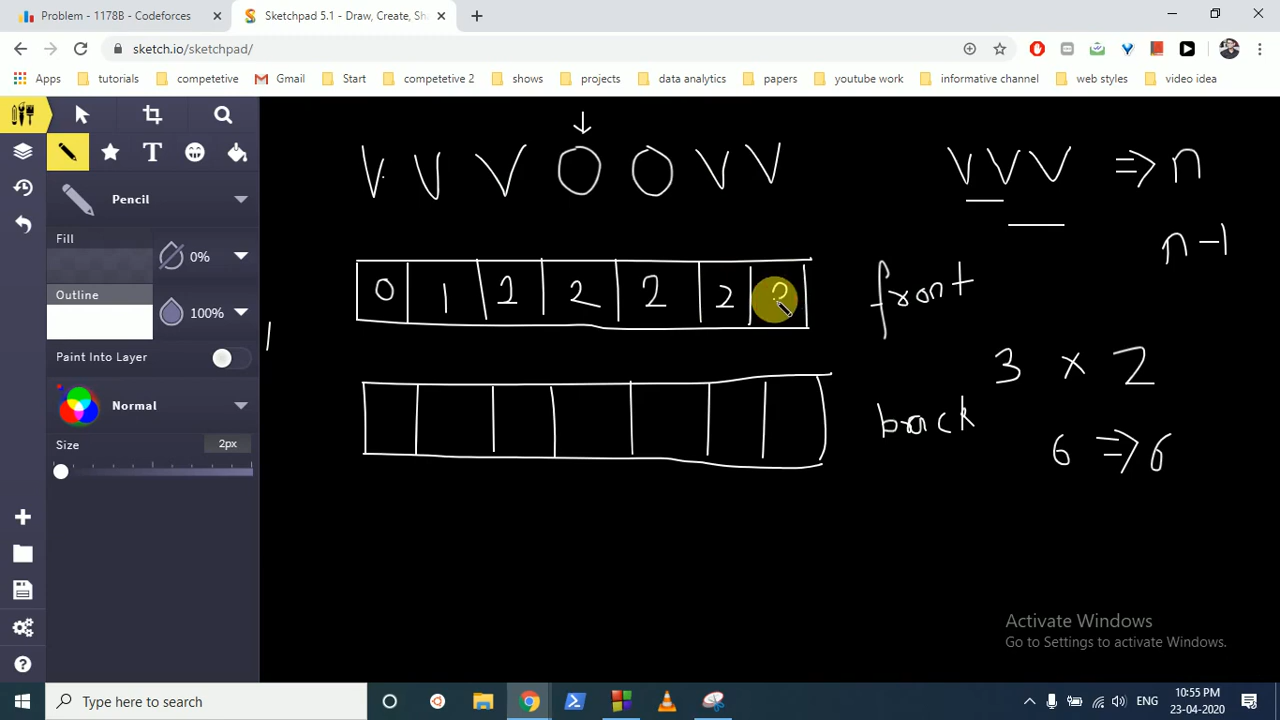 Problem - 1178B - Codeforces
Sketchpad 5.1 - Draw, Create, Sh
sketch.io/sketchpad/
Apps tutorials competetive Gmail Start competetive 2 shows projects data analytics papers youtube work informative channel web styles video idea
V V V O O V V
V V V => n
n-1
Pencil
Fill
0%
Outline
100%
0 1 2 2 2 2
front
Paint Into Layer
1
3 x 2
Normal
back
6 => 6
Size
2px
Activate Windows
Go to Settings to activate Windows.
Type here to search
ENG
10:55 PM
23-04-2020